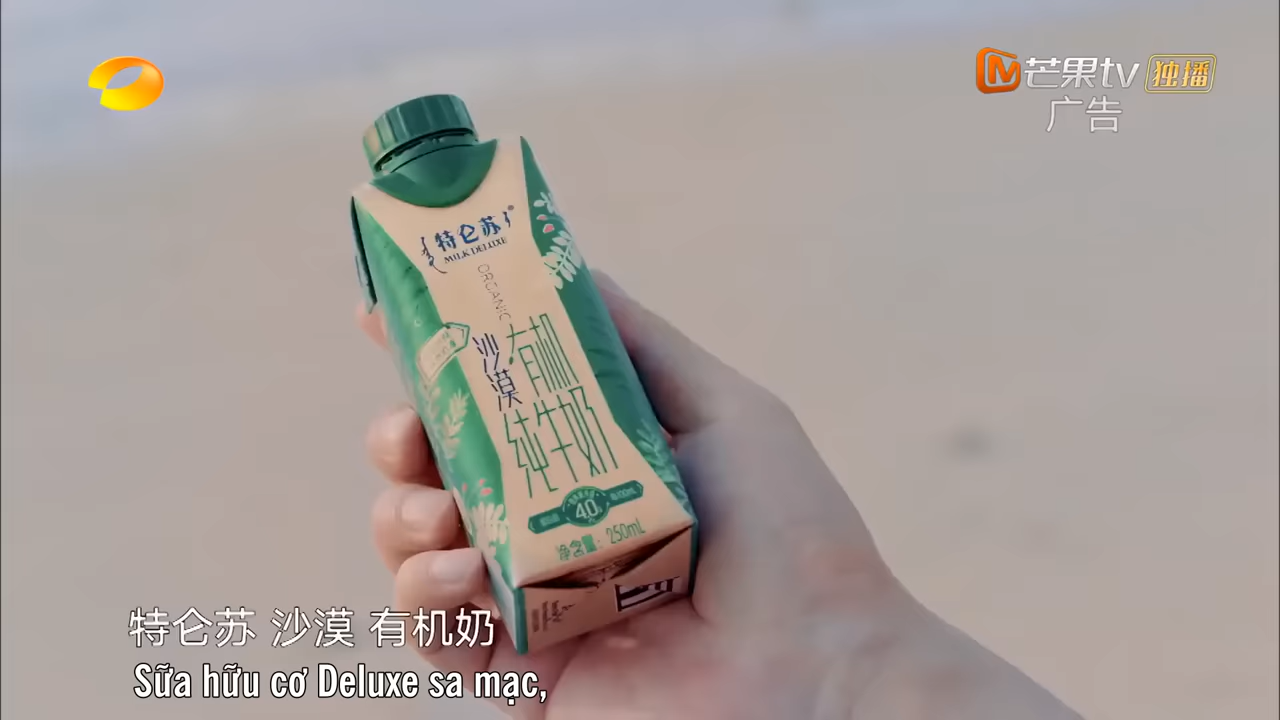 芒果tv 独播
广告
特仑苏
MILK DELUXE
ORGANIC
沙漠
有机
纯牛奶
4.0
净含量：250mL
特仑苏 沙漠 有机奶
Sữa hữu cơ Deluxe sa mạc,